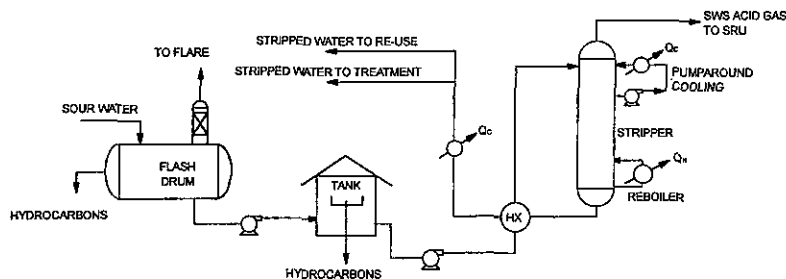 SWS ACID GAS
TO SRU
STRIPPED WATER TO RE-USE
TO FLARE
STRIPPED WATER TO TREATMENT
Qc
PUMPAROUND
COOLING
SOUR WATER
STRIPPER
Qc
FLASH
DRUM
QH
TANK
REBOILER
HYDROCARBONS
HX
HYDROCARBONS